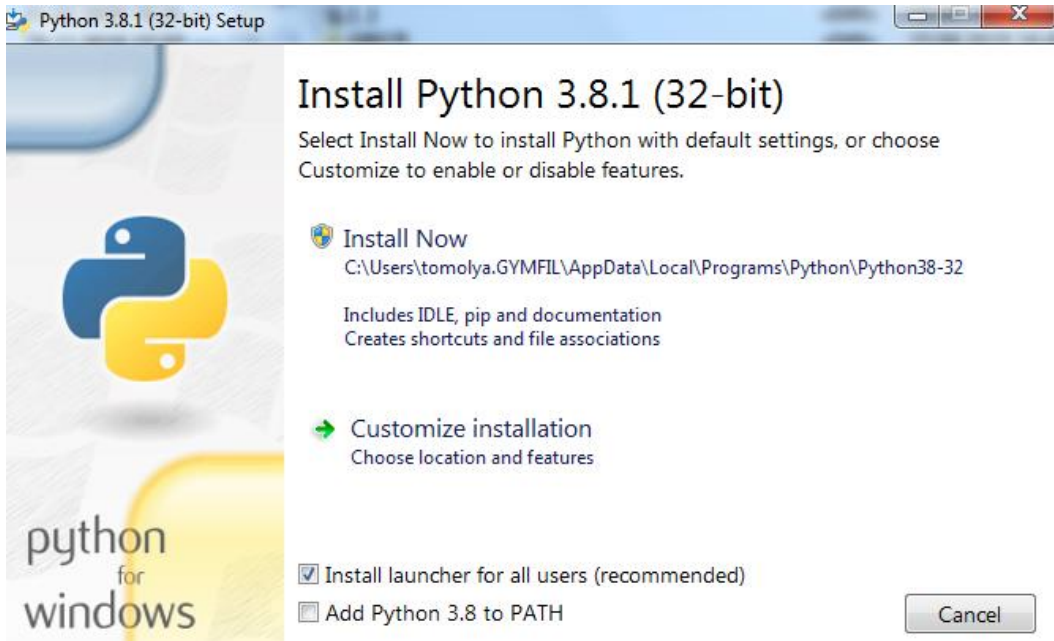 Python 3.8.1 (32-bit) Setup
Install Python 3.8.1 (32-bit)
Select Install Now to install Python with default settings, or choose
Customize to enable or disable features.
Install Now
C:\Users\tomolya.GYMFIL\AppData\Local\Programs\Python\Python38-32
Includes IDLE, pip and documentation
Creates shortcuts and file associations
Customize installation
Choose location and features
python
for
windows
Install launcher for all users (recommended)
Add Python 3.8 to PATH
Cancel